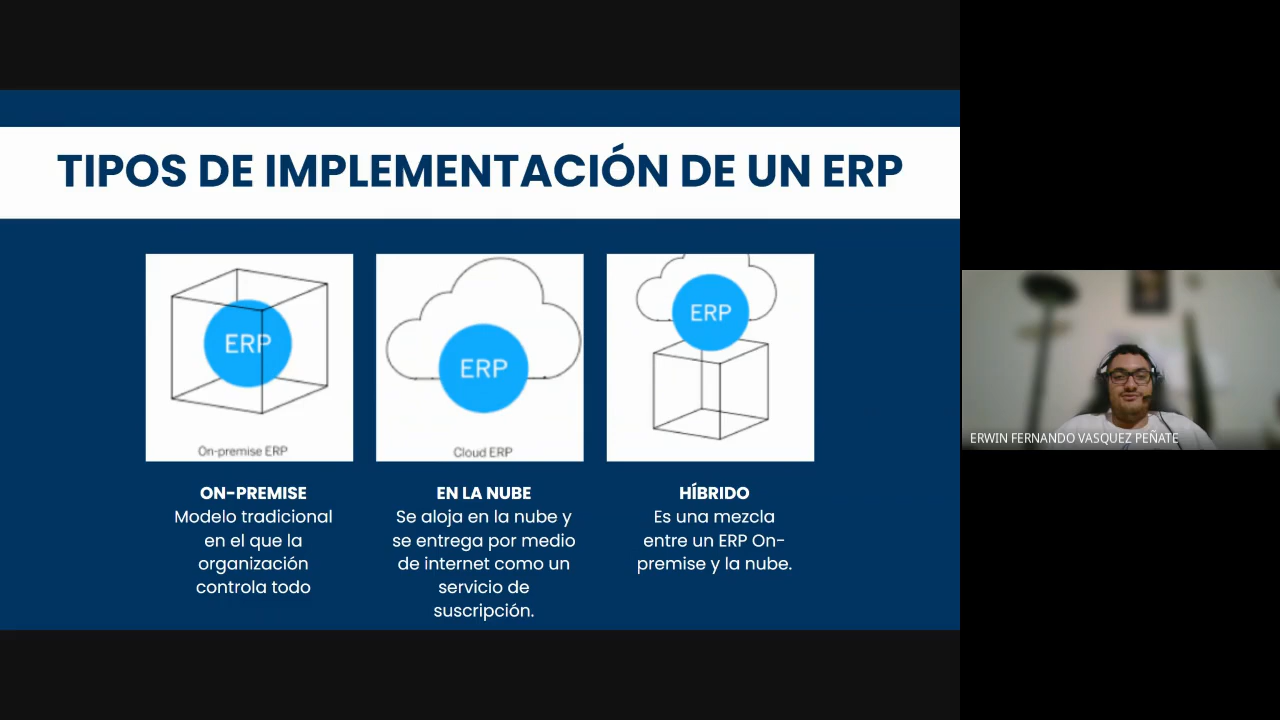 TIPOS DE IMPLEMENTACIÓN DE UN ERP
ERP
On-premise ERP
ERP
Cloud ERP
ERP
ON-PREMISE
Modelo tradicional
en el que la
organización
controla todo
EN LA NUBE
Se aloja en la nube y
se entrega por medio
de internet como un
servicio de
suscripción.
HÍBRIDO
Es una mezcla
entre un ERP On-
premise y la nube.
ERWIN FERNANDO VASQUEZ PEÑATE